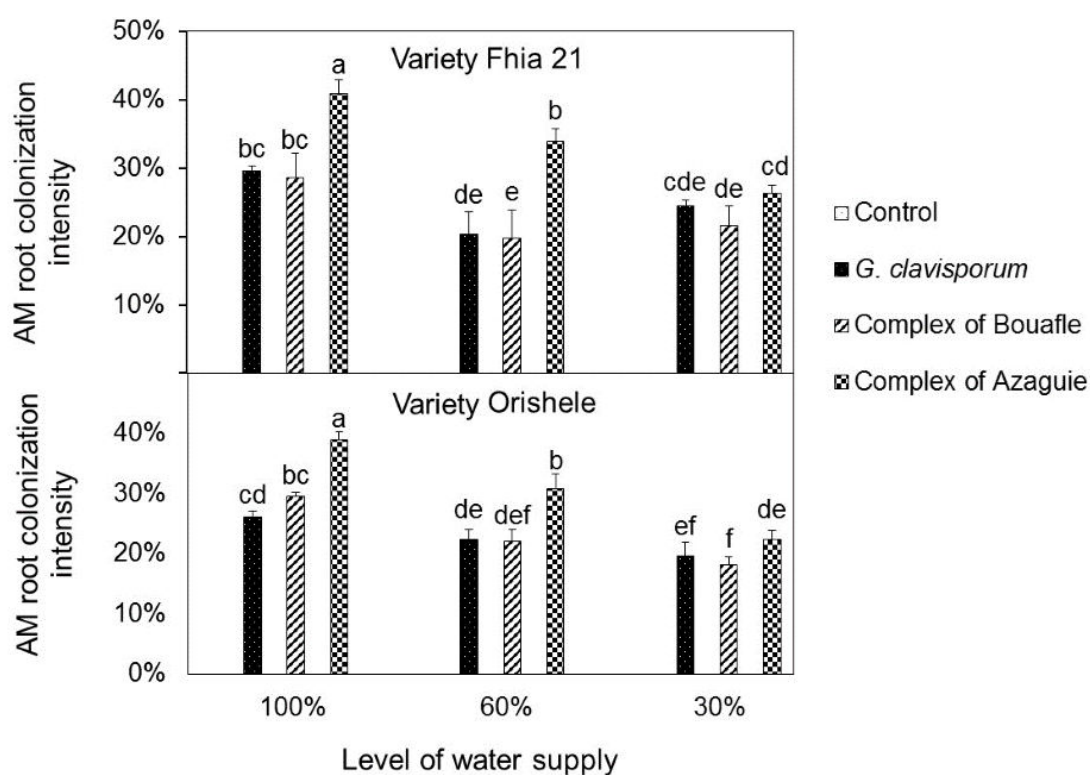 50%
40%
30%
20%
10%
AM root colonization
intensity
Variety Fhia 21
bc
bc
a
de
e
b
cde
de
cd
Control
G. clavisporum
Complex of Bouafle
Complex of Azaguie
40%
30%
20%
10%
0%
AM root colonization
intensity
Variety Orishele
cd
bc
a
de
def
b
ef
f
de
100%
60%
30%
Level of water supply